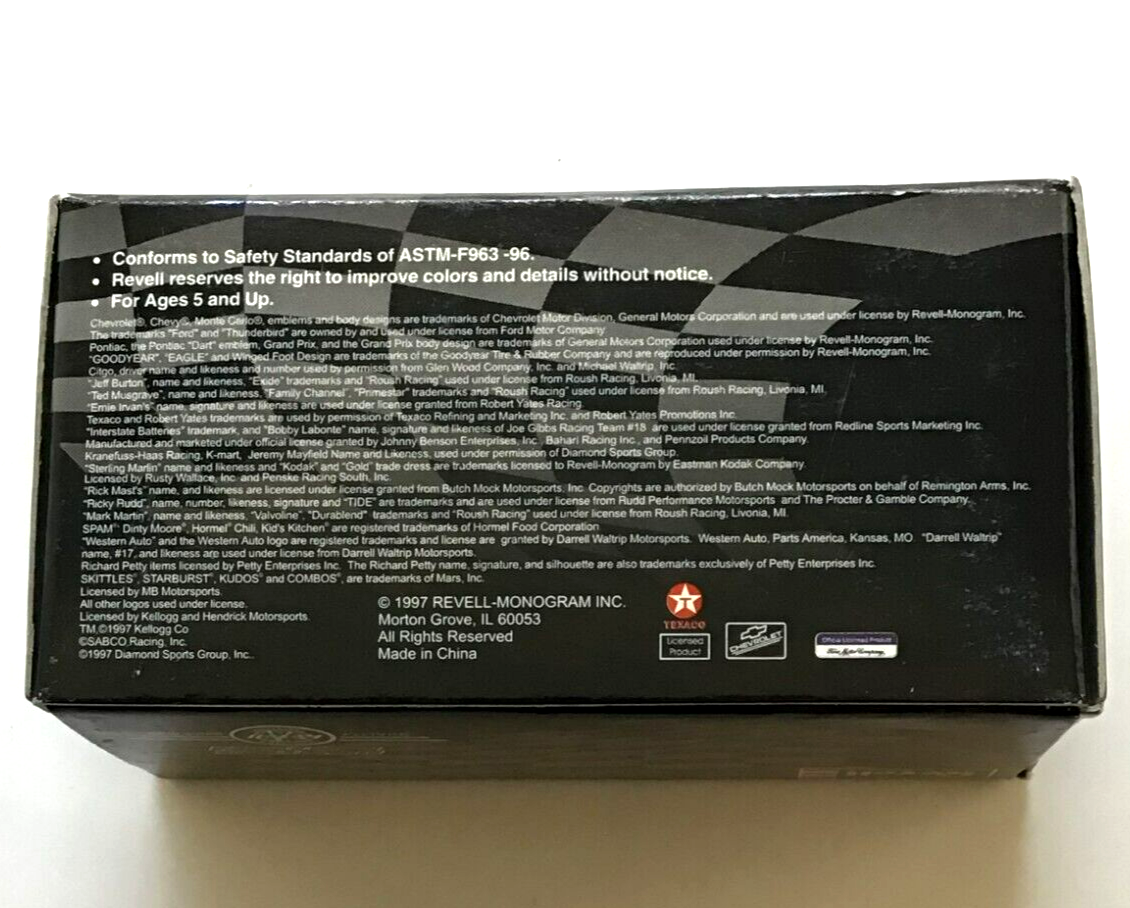 • Conforms to Safety Standards of ASTM-F963 -96.
• Revell reserves the right to improve colors and details without notice.
• For Ages 5 and Up.
Chevrolet®, Chevy®, Monte Carlo®, emblems and body designs are trademarks of Chevrolet Motor Division, General Motors Corporation and are used under license by Revell-Monogram, Inc.
The trademarks "Ford" and "Thunderbird" are owned by and used under license from Ford Motor Company
Pontiac, the Pontiac "Dart" emblem, Grand Prix, and the Grand Prix body design are trademarks of General Motors Corporation used under license by Revell-Monogram, Inc.
"GOODYEAR", "EAGLE" and Winged Foot Design are trademarks of the Goodyear Tire & Rubber Company and are reproduced under permission by Revell-Monogram, Inc.
Citgo, driver name and likeness and number used by permission from Glen Wood Company, Inc. and Michael Waltrip, Inc.
"Jeff Burton", name and likeness, "Exide" trademarks and "Roush Racing" used under license from Roush Racing, Livonia, MI.
"Ted Musgrave", name and likeness, "Family Channel", "Primestar" trademarks and "Roush Racing" used under license from Roush Racing, Livonia, MI.
"Ernie Irvan's" name, signature and likeness are used under license granted from Robert Yates Racing.
Texaco and Robert Yates trademarks are used by permission of Texaco Refining and Marketing Inc. and Robert Yates Promotions Inc.
"Interstate Batteries" trademark, and "Bobby Labonte" name, signature and likeness of Joe Gibbs Racing Team #18 are used under license granted from Redline Sports Marketing Inc.
Manufactured and marketed under official license granted by Johnny Benson Enterprises, Inc. Bahari Racing Inc., and Pennzoil Products Company.
Kranefuss-Haas Racing, K-mart, Jeremy Mayfield Name and Likeness, used under permission of Diamond Sports Group.
"Sterling Marlin" name and likeness and "Kodak" and "Gold" trade dress are trademarks licensed to Revell-Monogram by Eastman Kodak Company.
Licensed by Rusty Wallace, Inc. and Penske Racing South, Inc.
"Rick Mast's" name, and likeness are licensed under license granted from Butch Mock Motorsports, Inc. Copyrights are authorized by Butch Mock Motorsports on behalf of Remington Arms, Inc.
"Ricky Rudd", name, number, likeness, signature and "TIDE" trademarks and are used under license from Rudd Performance Motorsports and The Procter & Gamble Company.
"Mark Martin", name and likeness, "Valvoline", "Durablend" trademarks and "Roush Racing" used under license from Roush Racing, Livonia, MI.
SPAM® Dinty Moore®, Hormel® Chili, Kid's Kitchen® are registered trademarks of Hormel Food Corporation
"Western Auto" and the Western Auto logo are registered trademarks and license are granted by Darrell Waltrip Motorsports. Western Auto, Parts America, Kansas, MO. "Darrell Waltrip"
name, #17, and likeness are used under license from Darrell Waltrip Motorsports.
Richard Petty items licensed by Petty Enterprises Inc. The Richard Petty name, signature, and silhouette are also trademarks exclusively of Petty Enterprises Inc.
SKITTLES®, STARBURST®, KUDOS® and COMBOS®, are trademarks of Mars, Inc.
Licensed by MB Motorsports.
All other logos used under license.
Licensed by Kellogg and Hendrick Motorsports.
TM,©1997 Kellogg Co
©SABCO Racing, Inc.
©1997 Diamond Sports Group, Inc..
© 1997 REVELL-MONOGRAM INC.
Morton Grove, IL 60053
All Rights Reserved
Made in China
T
TEXACO
Licensed
Product
CHEVROLET
Official Licensed Product
Ford Motor Company